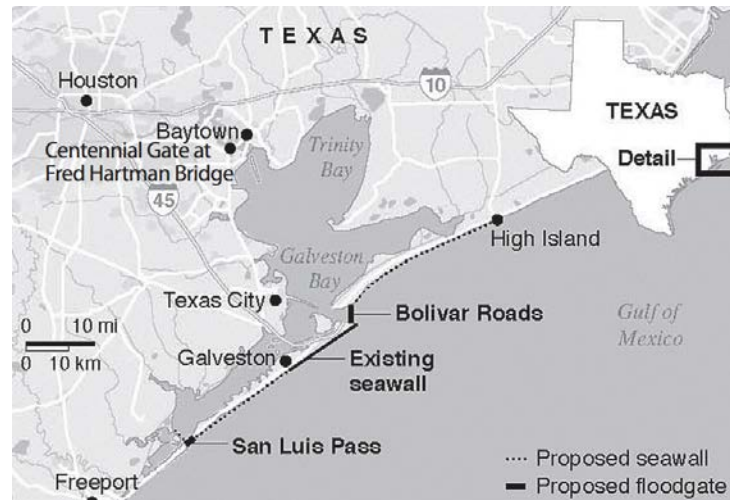 TEXAS
Houston
10
Baytown
Centennial Gate at
Fred Hartman Bridge
Trinity
Bay
TEXAS
Detail
45
High Island
Galveston
Bay
Texas City
Bolivar Roads
Gulf of
Mexico
0 10 mi
0 10 km
Galveston
Existing
seawall
San Luis Pass
Freeport
Proposed seawall
Proposed floodgate